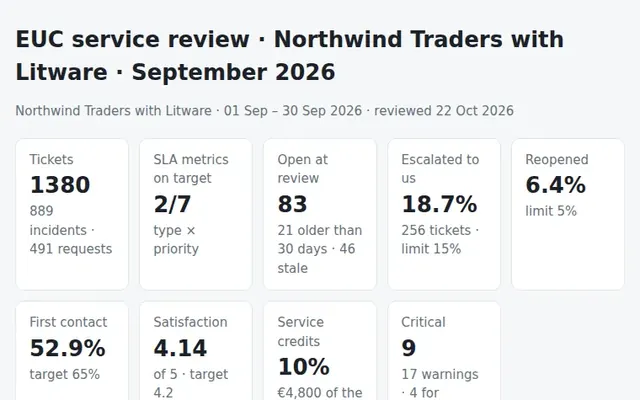 EUC service review · Northwind Traders with
Litware · September 2026
Northwind Traders with Litware · 01 Sep – 30 Sep 2026 · reviewed 22 Oct 2026
Tickets
1380
889
incidents ·
491 requests
SLA metrics
on target
2/7
type ×
priority
Open at
review
83
21 older than
30 days · 46
stale
Escalated to
us
18.7%
256 tickets ·
limit 15%
Reopened
6.4%
limit 5%
First contact
52.9%
target 65%
Satisfaction
4.14
of 5 · target
4.2
Service
credits
10%
€4,800 of the
Critical
9
17 warnings
· 4 for